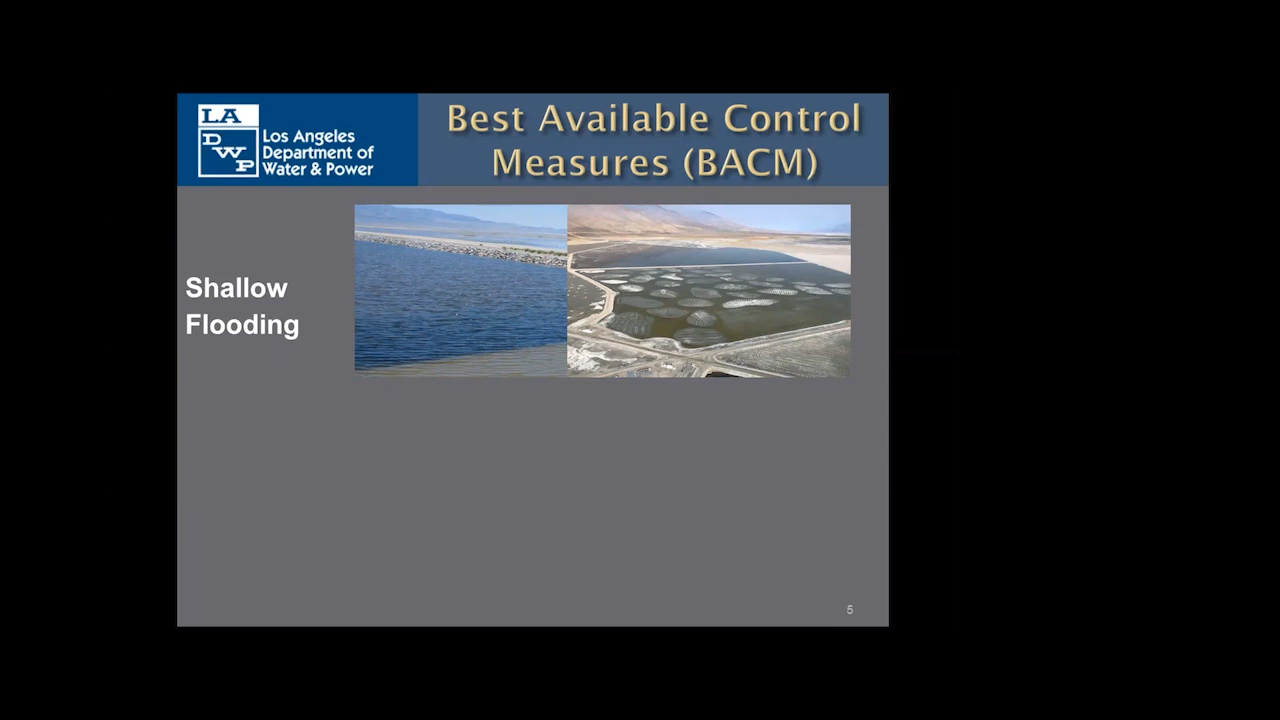 LA
DWP
Los Angeles
Department of
Water & Power
Best Available Control
Measures (BACM)
Shallow
Flooding
5